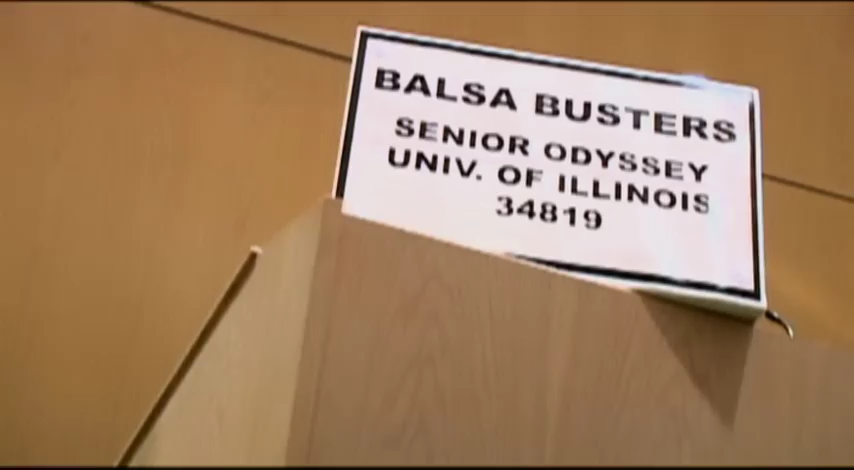 BALSA BUSTERS
SENIOR ODYSSEY
UNIV. OF ILLINOIS
34819